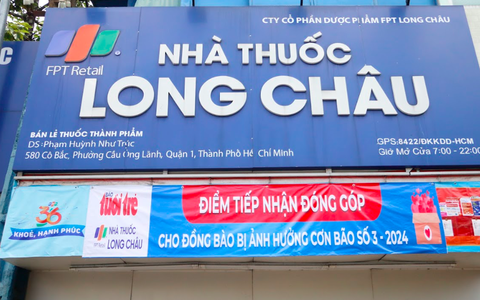 CTY CỔ PHẦN DƯỢC PHẨM FPT LONG CHÂU
FPT Retail
NHÀ THUỐC
LONG CHÂU
BÁN LẺ THUỐC THÀNH PHẨM
DS Phạm Huỳnh Như Trúc
580 Cô Bắc, Phường Cầu Ông Lãnh, Quận 1, Thành Phố Hồ Chí Minh
GPS:8422/ĐKKDD-HCM
Giờ Mở Cửa 7:00 - 22:00
C
36
KHỎE, HẠNH PHÚC
BÁO
tuổi trẻ
NHÀ THUỐC
LONG CHÂU
ĐIỂM TIẾP NHẬN ĐÓNG GÓP
CHO ĐỒNG BÀO BỊ ẢNH HƯỞNG CƠN BÃO SỐ 3 - 2024